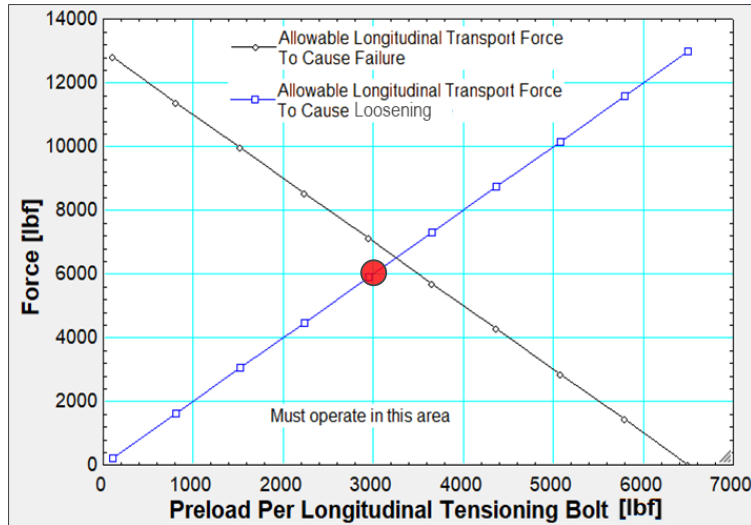 14000
12000
10000
8000
6000
4000
2000
0
Force [lbf]
Allowable Longitudinal Transport Force
To Cause Failure
Allowable Longitudinal Transport Force
To Cause Loosening
Must operate in this area
0 1000 2000 3000 4000 5000 6000 7000
Preload Per Longitudinal Tensioning Bolt [lbf]